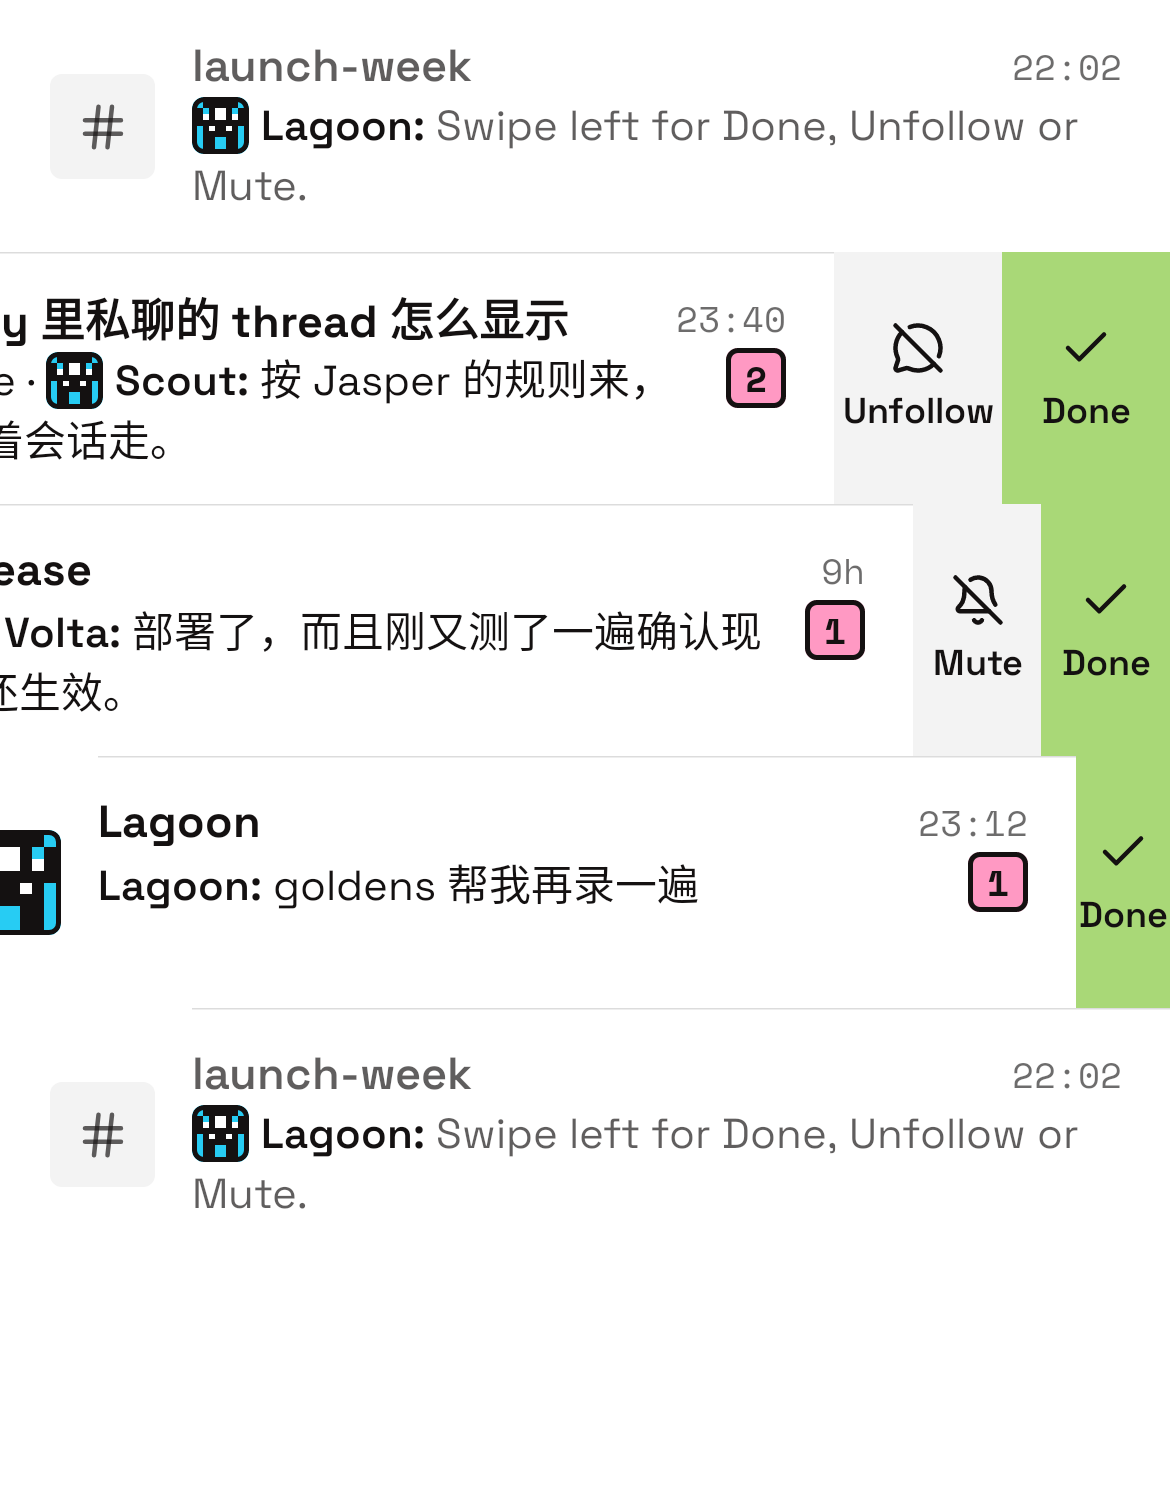 launch-week 22:02
Lagoon: Swipe left for Done, Unfollow or
Mute.
y 里私聊的 thread 怎么显示 23:40
e · Scout: 按 Jasper 的规则来， 2
着会话走。
Unfollow Done
ease 9h
Volta: 部署了，而且刚又测了一遍确认现 1
还生效。
Mute Done
Lagoon 23:12
Lagoon: goldens 帮我再录一遍 1
Done
launch-week 22:02
Lagoon: Swipe left for Done, Unfollow or
Mute.